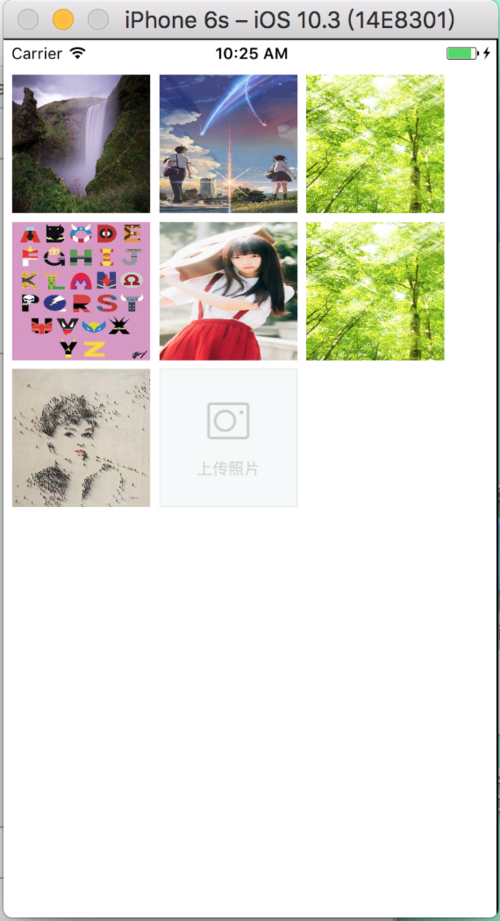 iPhone 6s – iOS 10.3 (14E8301)
Carrier 10:25 AM
A B C D E
F G H I J
K L M N O
P Q R S T
U V W X
Y Z
上传照片